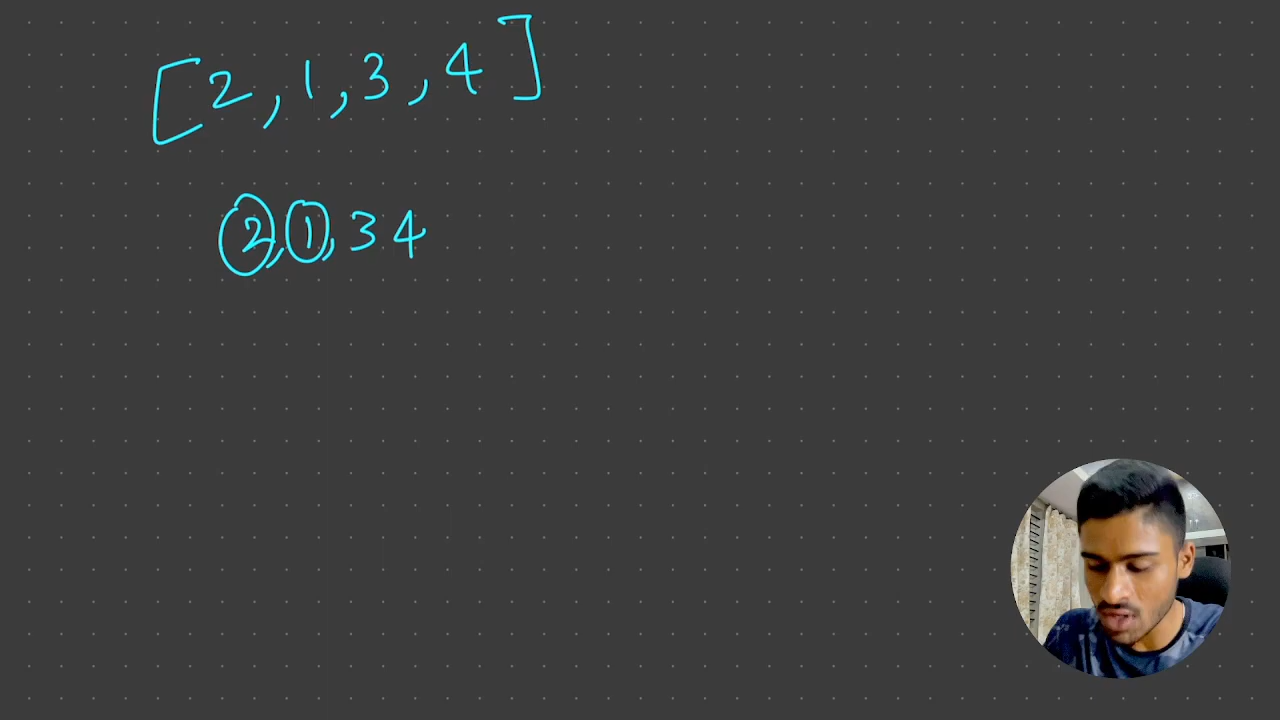 [2, 1, 3, 4]
2, 1, 3 4